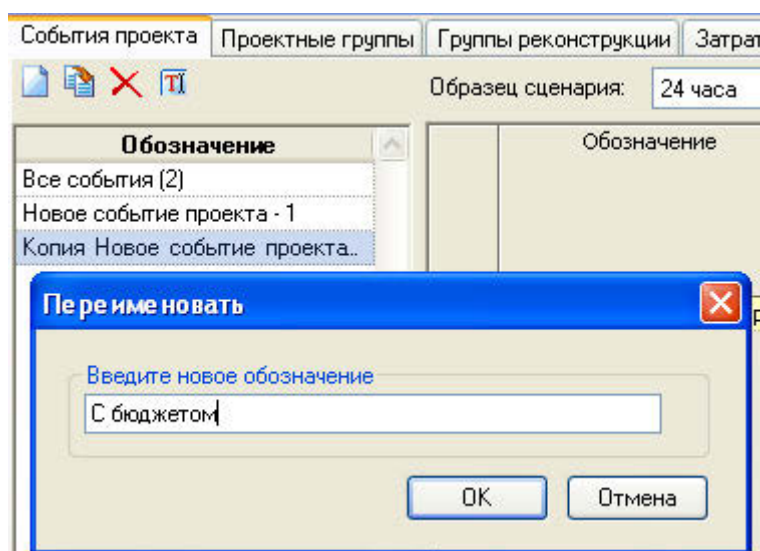 События проекта
Проектные группы
Группы реконструкции
Затрат
Образец сценария:
24 часа
Обозначение
Обозначение
Все события (2)
Новое событие проекта - 1
Копия Новое событие проекта..
Переименовать
Введите новое обозначение
С бюджетом
OK
Отмена